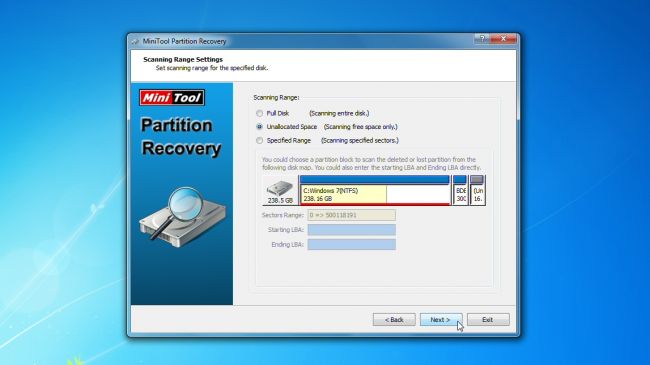 MiniTool Partition Recovery
Scanning Range Settings
Set scanning range for the specified disk.
Mini Tool
Partition
Recovery
Scanning Range:
Full Disk (Scanning entire disk.)
Unallocated Space (Scanning free space only.)
Specified Range (Scanning specified sectors.)
You could choose a partition block to scan the deleted or lost partition from the
following disk map. You could also enter the starting LBA and Ending LBA directly.
C:Windows 7(NTFS) BDE (Un
238.5 GB 238.16 GB 300 16.
Sectors Range: 0 => 500118191
Starting LBA:
Ending LBA:
< Back Next > Exit